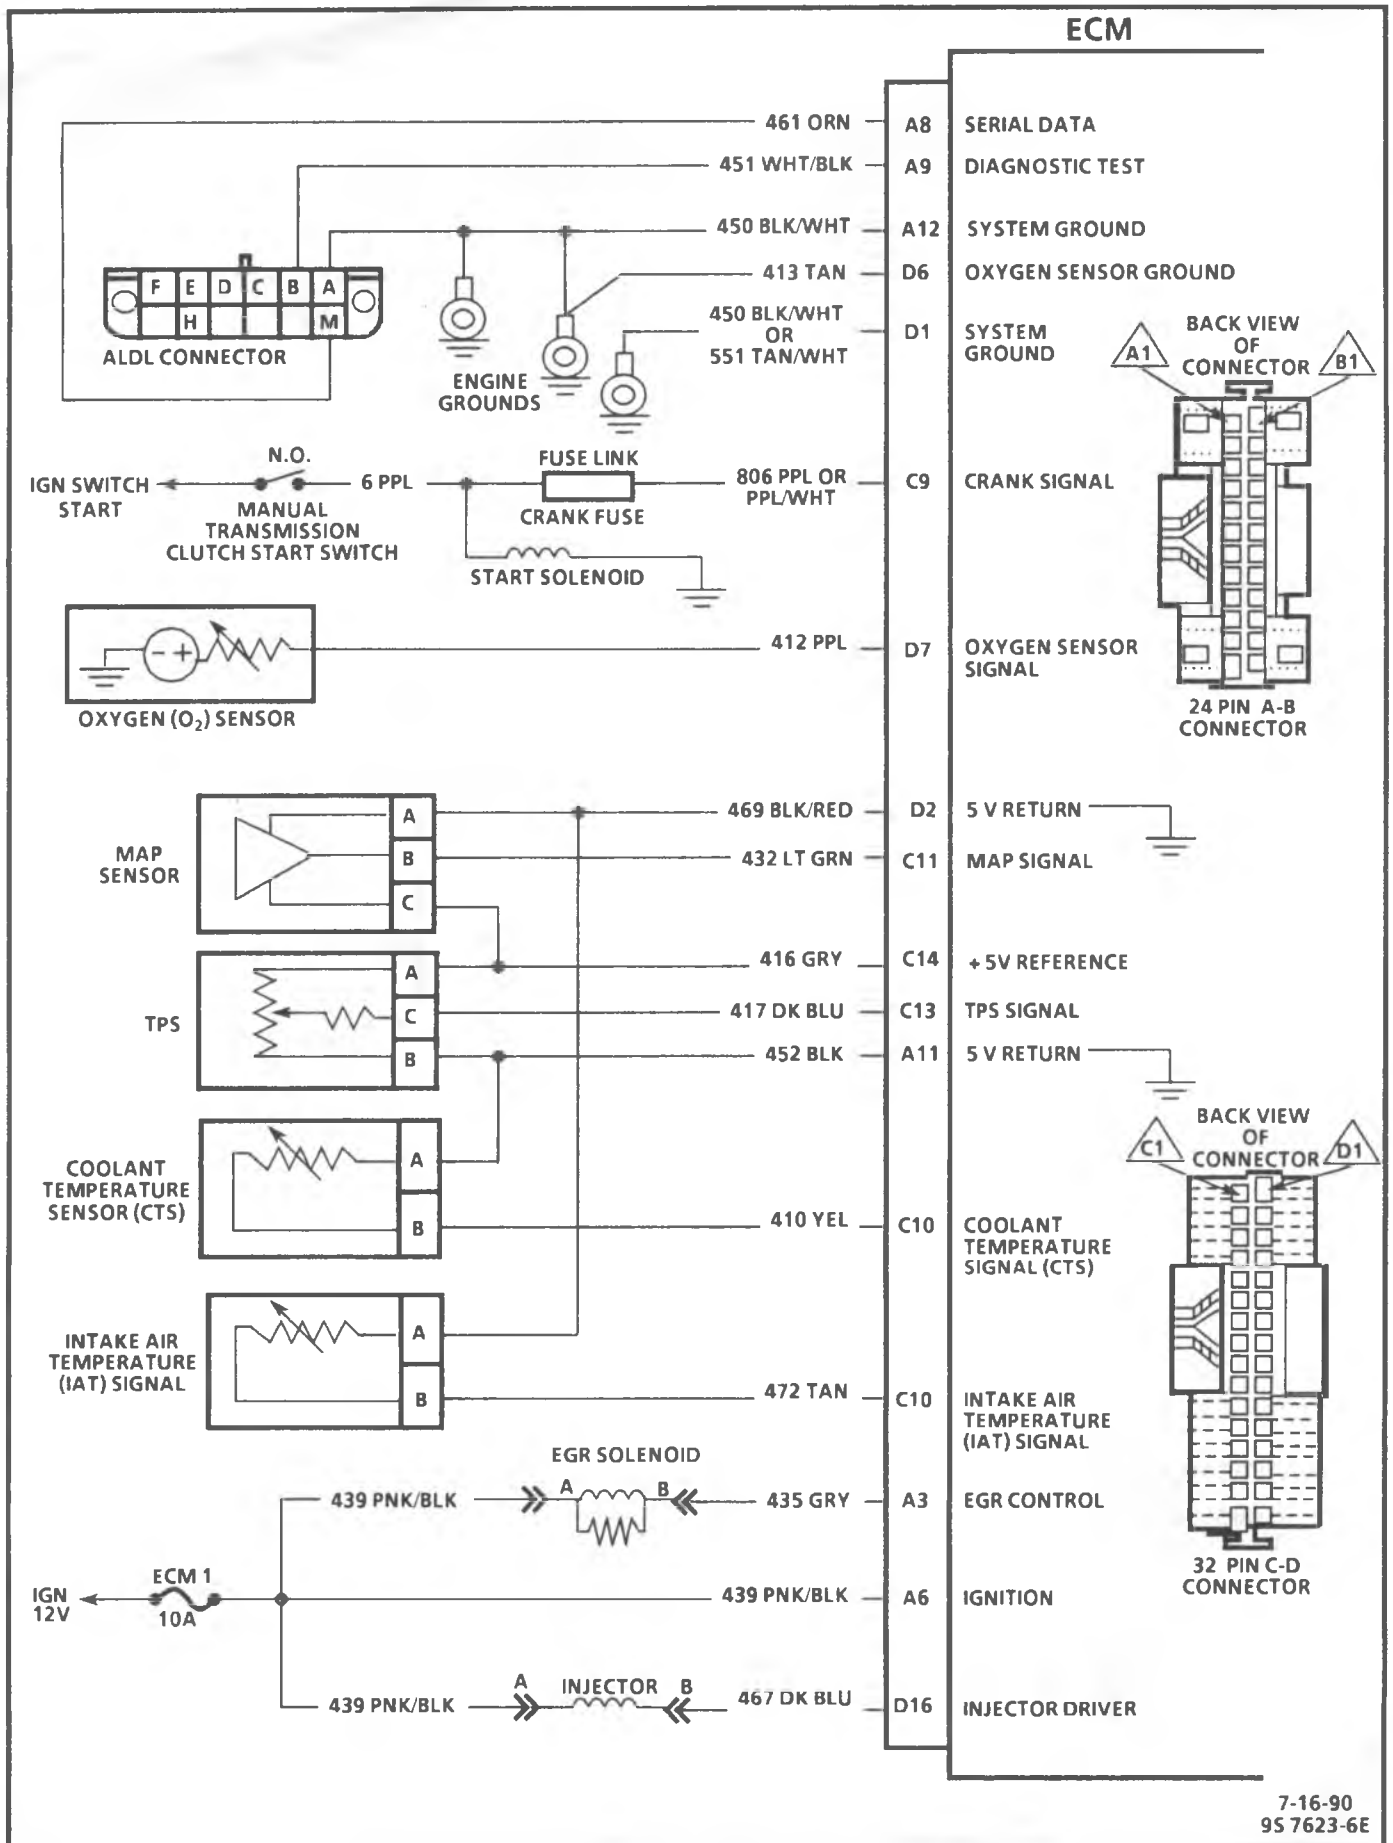 ECM
461 ORN A8 SERIAL DATA
451 WHT/BLK A9 DIAGNOSTIC TEST
450 BLK/WHT A12 SYSTEM GROUND
413 TAN D6 OXYGEN SENSOR GROUND
450 BLK/WHT
OR
551 TAN/WHT
D1 SYSTEM
GROUND
F E D C B A
H M
ALDL CONNECTOR
ENGINE
GROUNDS
BACK VIEW
OF
CONNECTOR
A1
B1
24 PIN A-B
CONNECTOR
IGN SWITCH
START
N.O.
MANUAL
TRANSMISSION
CLUTCH START SWITCH
6 PPL
FUSE LINK
CRANK FUSE
806 PPL OR
PPL/WHT
C9 CRANK SIGNAL
START SOLENOID
- +
OXYGEN (O₂) SENSOR
412 PPL D7 OXYGEN SENSOR
SIGNAL
MAP
SENSOR
A 469 BLK/RED D2 5 V RETURN
B 432 LT GRN C11 MAP SIGNAL
C
TPS
A 416 GRY C14 + 5V REFERENCE
C 417 DK BLU C13 TPS SIGNAL
B 452 BLK A11 5 V RETURN
BACK VIEW
OF
CONNECTOR
C1
D1
32 PIN C-D
CONNECTOR
COOLANT
TEMPERATURE
SENSOR (CTS)
A
B 410 YEL C10 COOLANT
TEMPERATURE
SIGNAL (CTS)
INTAKE AIR
TEMPERATURE
(IAT) SIGNAL
A
B 472 TAN C10 INTAKE AIR
TEMPERATURE
(IAT) SIGNAL
EGR SOLENOID
439 PNK/BLK A B 435 GRY A3 EGR CONTROL
IGN
12V
ECM 1
10A
439 PNK/BLK A6 IGNITION
439 PNK/BLK A INJECTOR B 467 DK BLU D16 INJECTOR DRIVER
7-16-90
9S 7623-6E